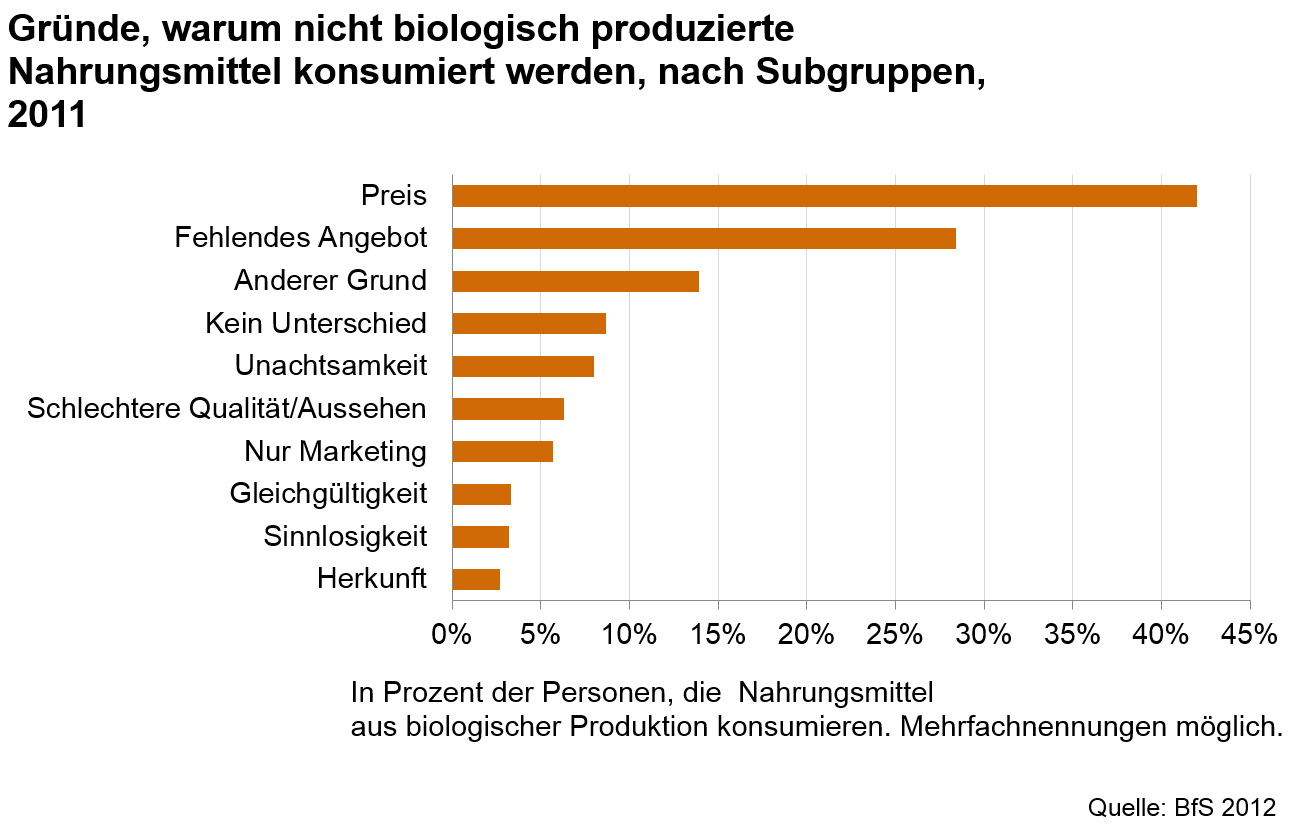 Gründe, warum nicht biologisch produzierte
Nahrungsmittel konsumiert werden, nach Subgruppen,
2011
Preis
Fehlendes Angebot
Anderer Grund
Kein Unterschied
Unachtsamkeit
Schlechtere Qualität/Aussehen
Nur Marketing
Gleichgültigkeit
Sinnlosigkeit
Herkunft
0% 5% 10% 15% 20% 25% 30% 35% 40% 45%
In Prozent der Personen, die  Nahrungsmittel
aus biologischer Produktion konsumieren. Mehrfachnennungen möglich.
Quelle: BfS 2012